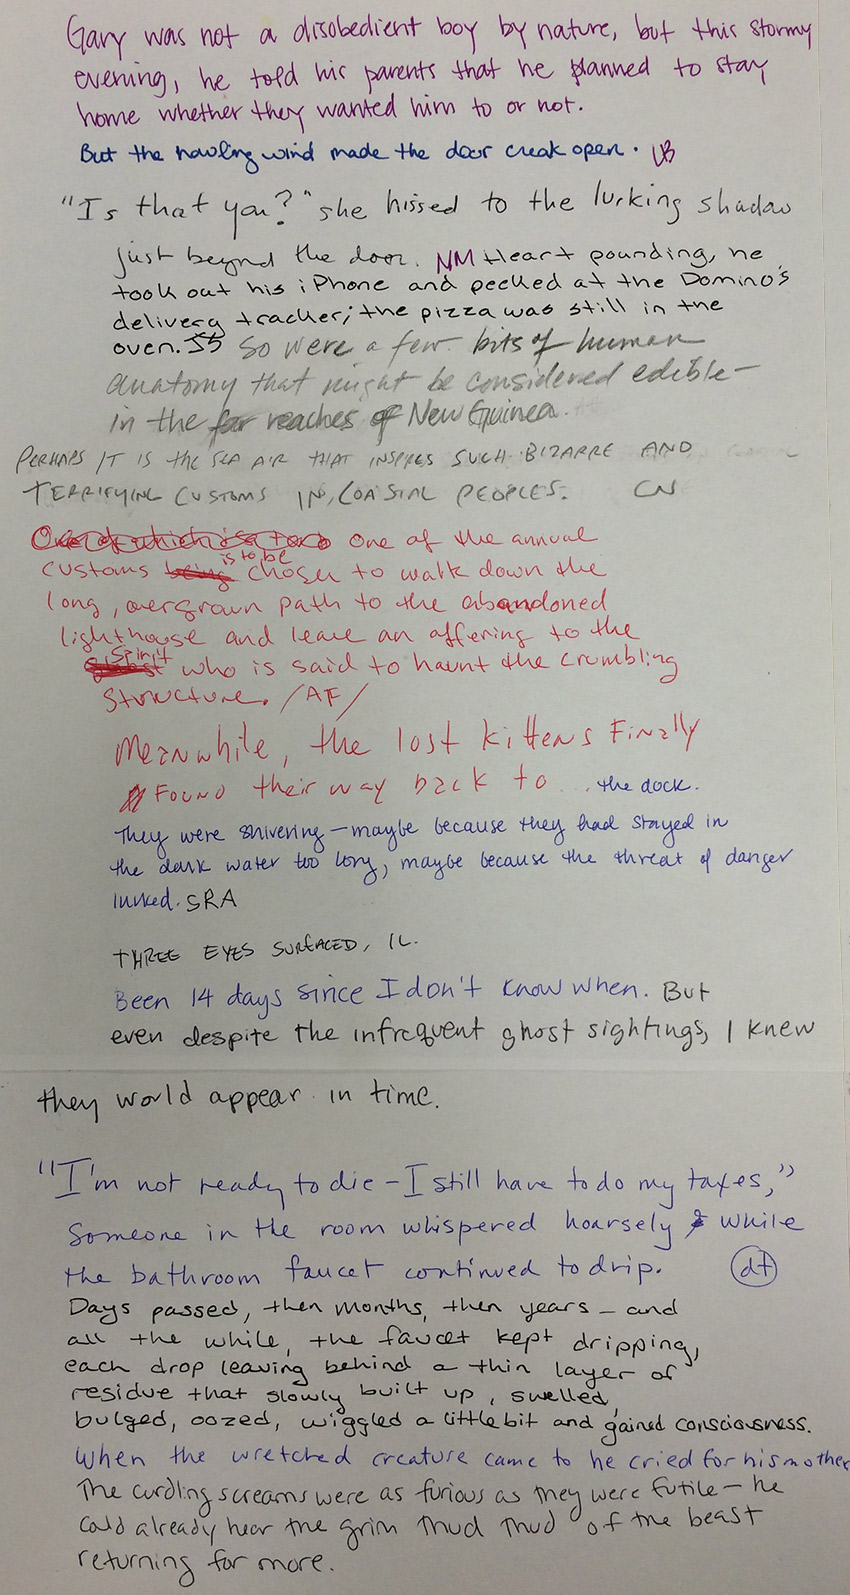 Gary was not a disobedient boy by nature, but this stormy
evening, he told his parents that he planned to stay
home whether they wanted him to or not.
But the howling wind made the door creak open. UB
"Is that you?" she hissed to the lurking shadow
just beyond the door. NM Heart pounding, he
took out his iPhone and peeked at the Domino's
delivery tracker; the pizza was still in the
oven. JS So were a few bits of human
anatomy that might be considered edible—
in the far reaches of New Guinea.
PERHAPS IT IS THE SEA AIR THAT INSPIRES SUCH BIZARRE AND
TERRIFYING CUSTOMS IN COASTAL PEOPLES. CN
One of which is a one of the annual
customs being is to be chosen to walk down the
long, overgrown path to the abandoned
lighthouse and leave an offering to the
spirit who is said to haunt the crumbling
structure. /AF/
Meanwhile, the lost kittens Finally
Found their way back to... the dock.
They were shivering—maybe because they had stayed in
the dark water too long, maybe because the threat of danger
lurked. SRA
THREE EYES SURFACED, IL.
Been 14 days since I don't know when. But
even despite the infrequent ghost sightings, I knew
they would appear in time.
"I'm not ready to die – I still have to do my taxes,"
Someone in the room whispered hoarsely while
the bathroom faucet continued to drip. dt
Days passed, then months, then years — and
all the while, the faucet kept dripping,
each drop leaving behind a thin layer of
residue that slowly built up, swelled,
bulged, oozed, wiggled a little bit and gained consciousness.
When the wretched creature came to he cried for his mother
The curdling screams were as furious as they were futile — he
could already hear the grim thud thud of the beast
returning for more.